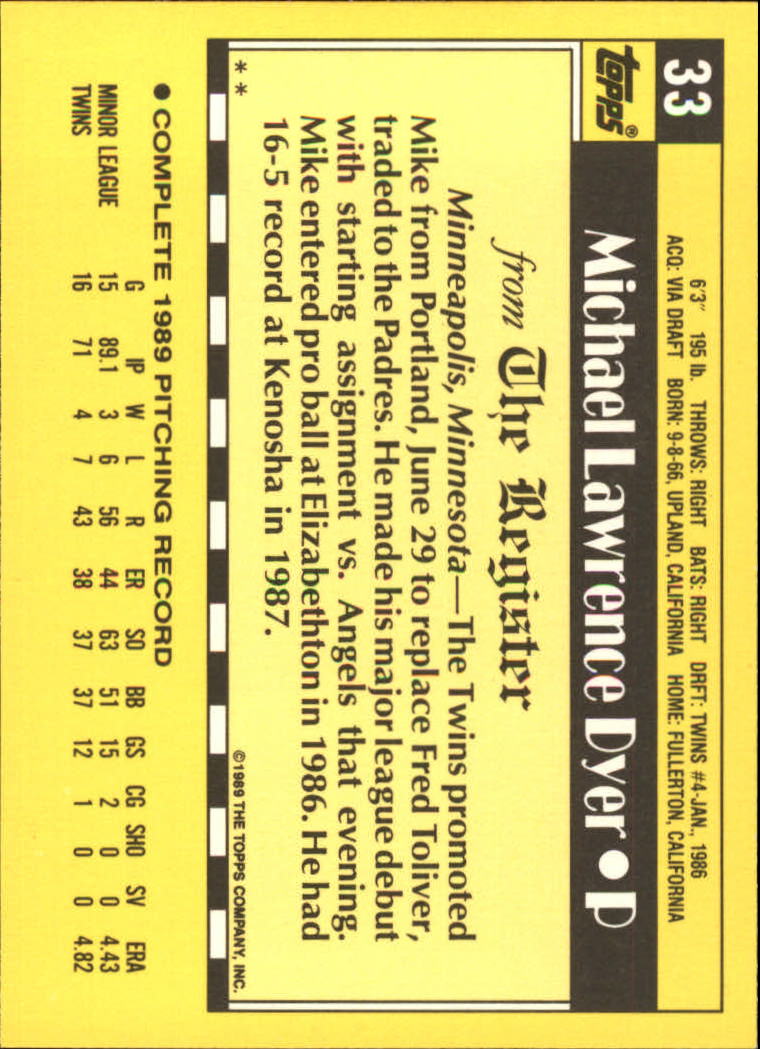 33
6'3" 195 lb. THROWS: RIGHT BATS: RIGHT DRFT: TWINS #4-JAN., 1986
ACQ: VIA DRAFT BORN: 9-8-66, UPLAND, CALIFORNIA HOME: FULLERTON, CALIFORNIA
topps®
Michael Lawrence Dyer ● P
from The Register
Minneapolis, Minnesota—The Twins promoted
Mike from Portland, June 29 to replace Fred Toliver,
traded to the Padres. He made his major league debut
with starting assignment vs. Angels that evening.
Mike entered pro ball at Elizabethton in 1986. He had
16-5 record at Kenosha in 1987.
** ©1989 THE TOPPS COMPANY, INC.
● COMPLETE 1989 PITCHING RECORD
G IP W L R ER SO BB GS CG SHO SV ERA
MINOR LEAGUE 15 89.1 3 6 56 44 63 51 15 2 0 0 4.43
TWINS 16 71 4 7 43 38 37 37 12 1 0 0 4.82